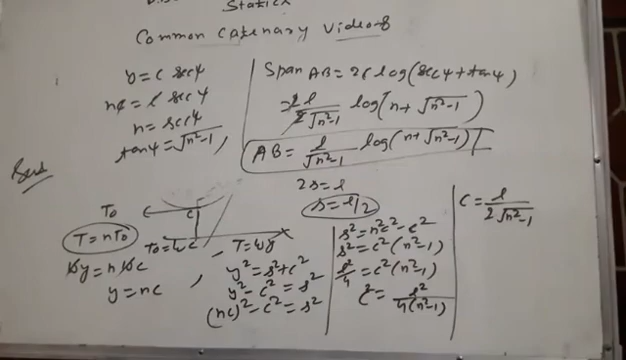 Statics
Common Catenary Video 8
y = c secψ
nc = c secψ
n = secψ
tanψ = √n²-1,
Span AB = 2c log(secψ + tanψ)
= 2l / 2√n²-1 log(n + √n²-1)
AB = l / √n²-1 log(n + √n²-1)
2s = l
s = l/2
T₀
C
T = nT₀
T₀ = wc, T = wy
wy = n wc
y = nc
y² = s² + c²
y² - c² = s²
(nc)² - c² = s²
s² = n²c² - c²
s² = c²(n²-1)
l²/4 = c²(n²-1)
c² = l² / 4(n²-1)
c = l / 2√n²-1